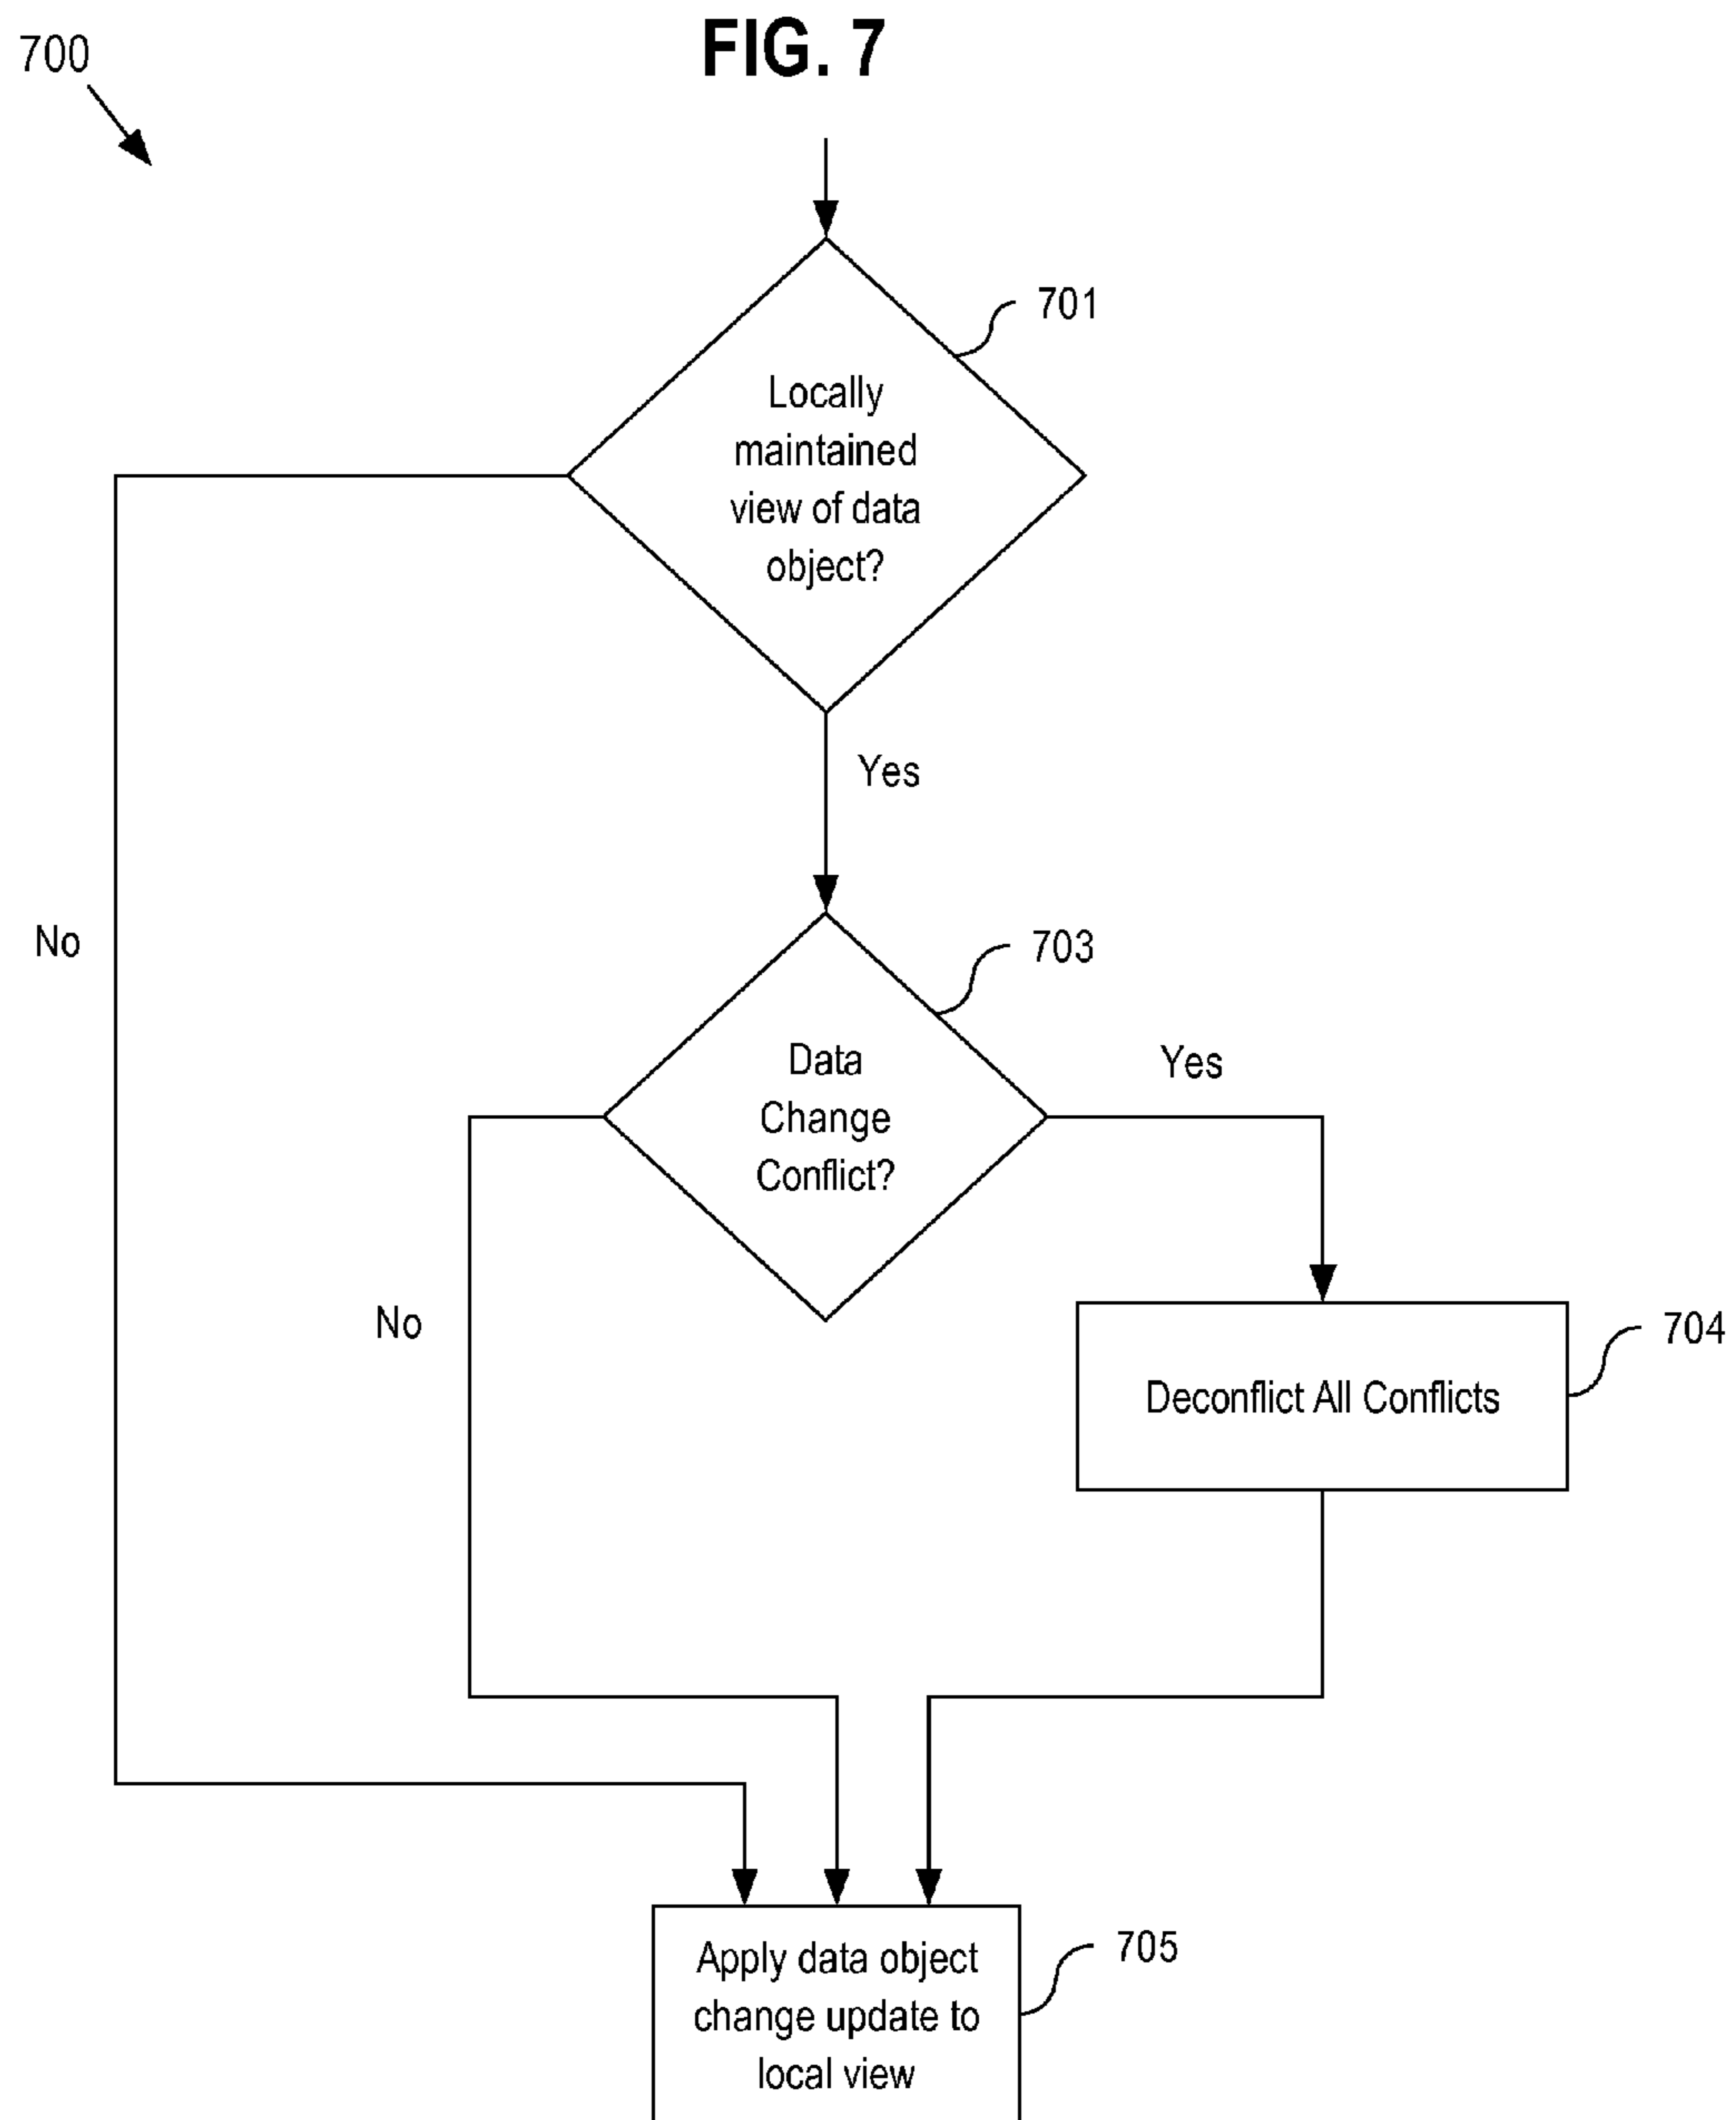 FIG. 7
700
701
Locally
maintained
view of data
object?
Yes
No
703
Data
Change
Conflict?
Yes
No
704
Deconflict All Conflicts
705
Apply data object
change update to
local view